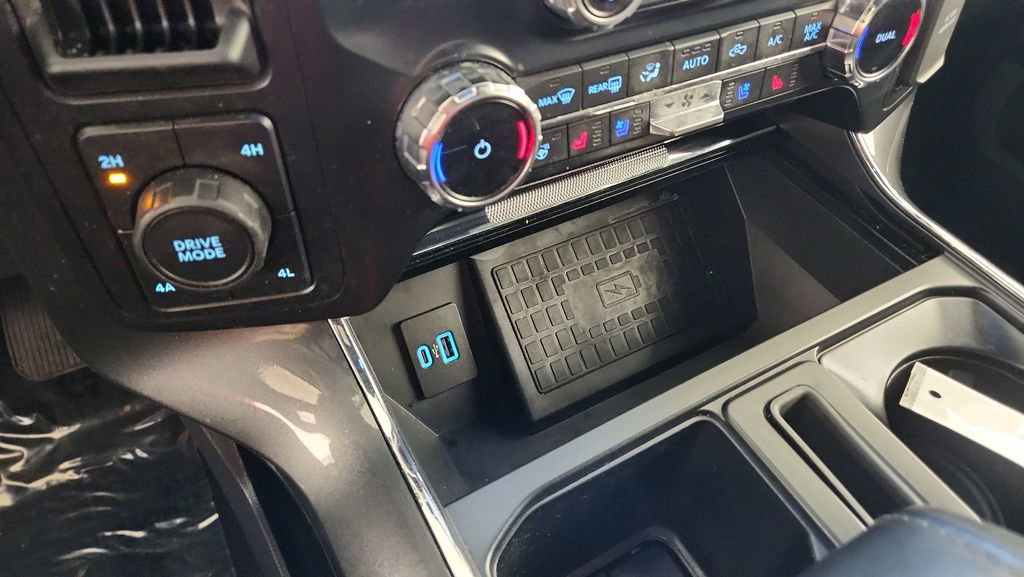 2H
4H
DRIVE
MODE
4A
4L
MAX
REAR
AUTO
A/C
MAX
A/C
DUAL